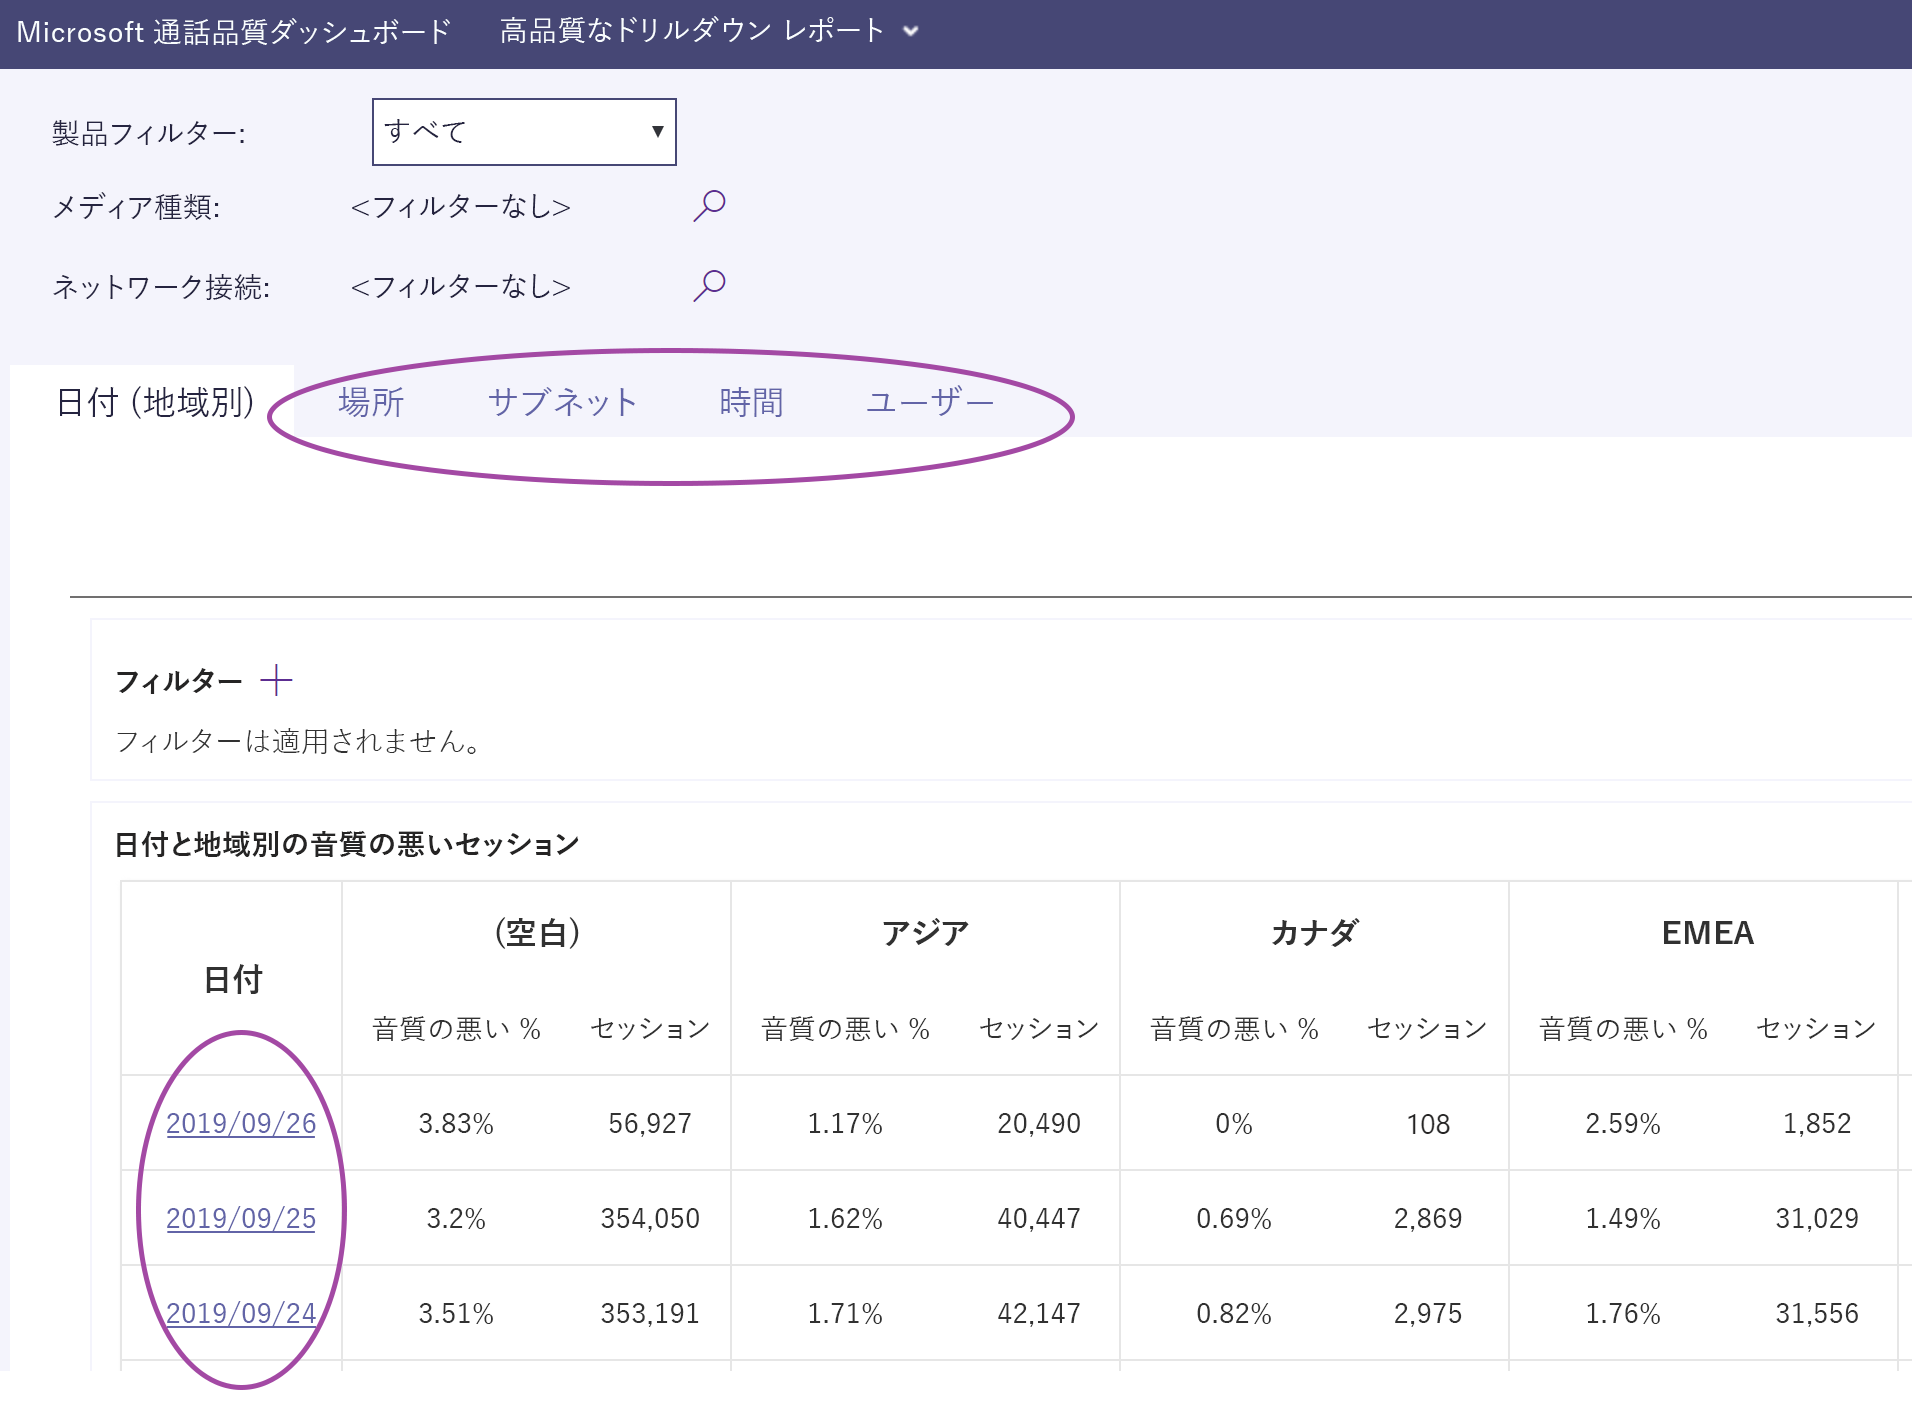 Microsoft 通話品質ダッシュボード 高品質なドリルダウン レポート
製品フィルター: すべて
メディア種類: <フィルターなし>
ネットワーク接続: <フィルターなし>
日付 (地域別) 場所 サブネット 時間 ユーザー
フィルター
フィルターは適用されません。
日付と地域別の音質の悪いセッション
日付 (空白) アジア カナダ EMEA
音質の悪い % セッション 音質の悪い % セッション 音質の悪い % セッション 音質の悪い % セッション
2019/09/26 3.83% 56,927 1.17% 20,490 0% 108 2.59% 1,852
2019/09/25 3.2% 354,050 1.62% 40,447 0.69% 2,869 1.49% 31,029
2019/09/24 3.51% 353,191 1.71% 42,147 0.82% 2,975 1.76% 31,556